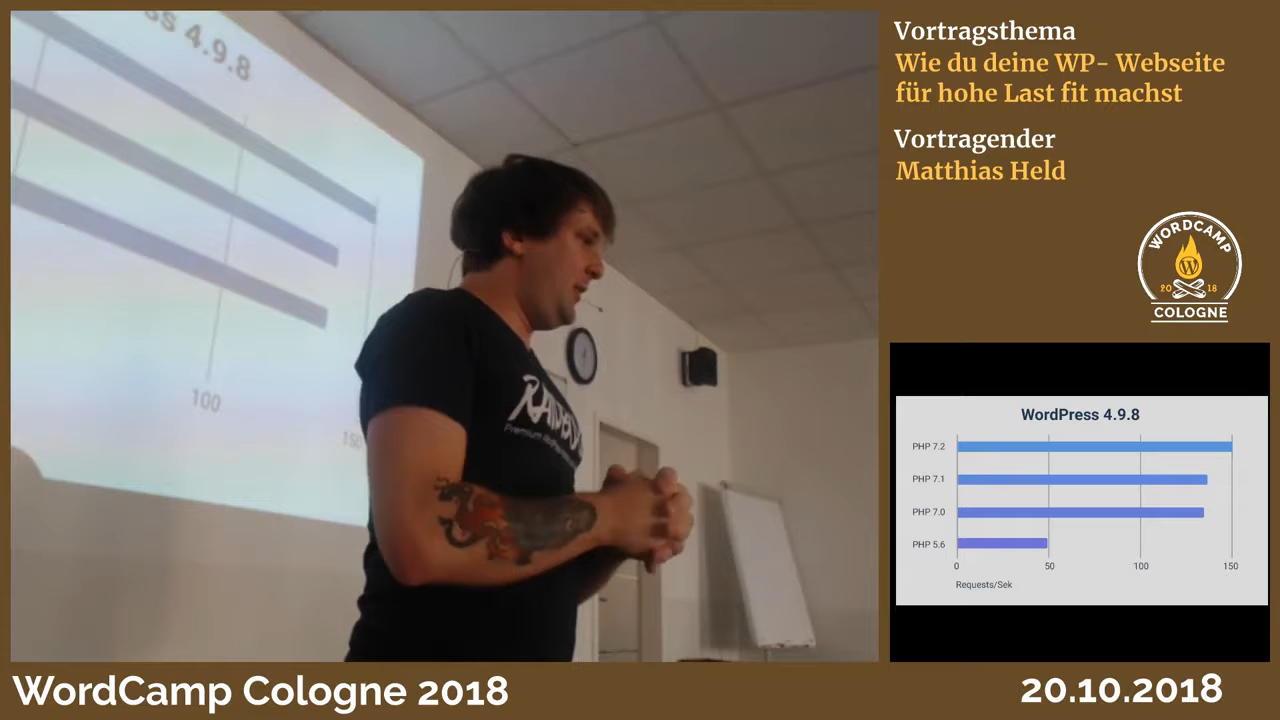 Vortragsthema
Wie du deine WP- Webseite
für hohe Last fit machst
Vortragender
Matthias Held
WORDCAMP
20 18
COLOGNE
ss 4.9.8
100
150
WordPress 4.9.8
PHP 7.2
PHP 7.1
PHP 7.0
PHP 5.6
0 50 100 150
Requests/Sek
WordCamp Cologne 2018
20.10.2018